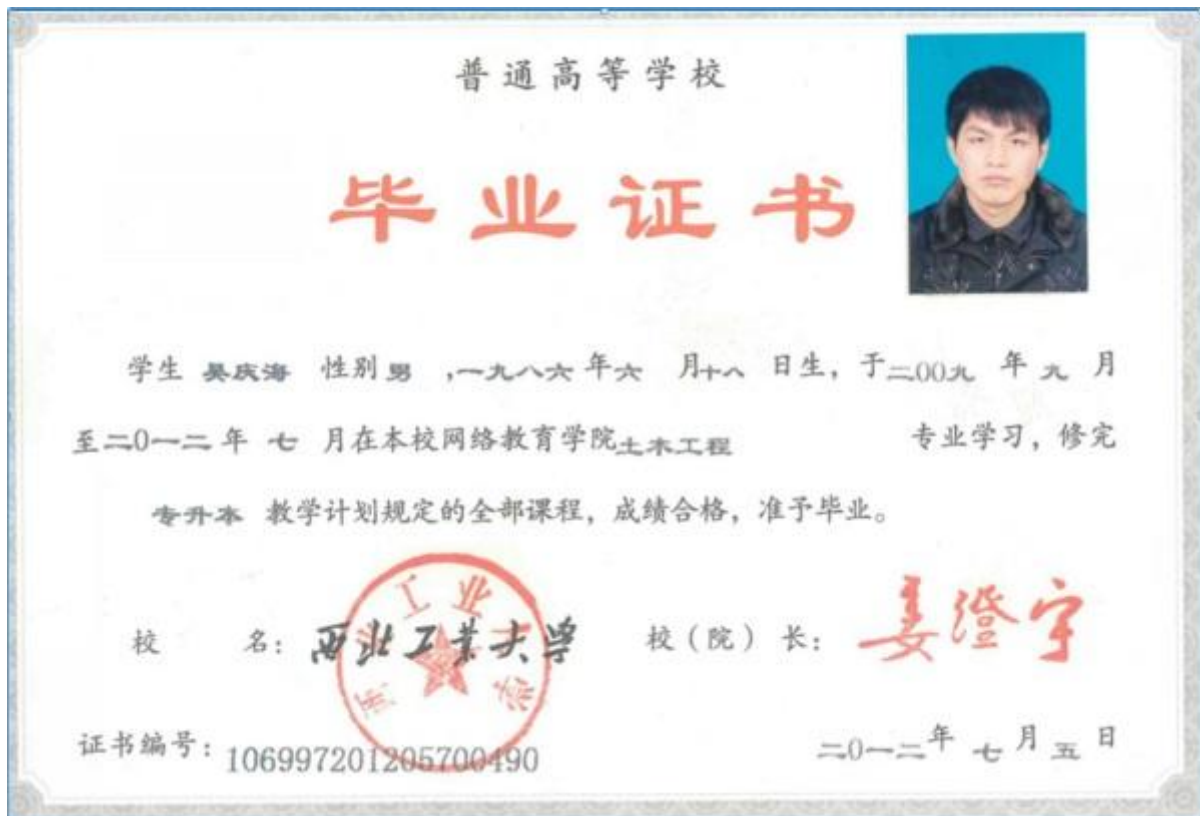 普通高等学校
毕业证书
学生 吴庆海 性别 男 ,一九八六年六 月十八 日生，于二00九 年 九 月
至二0一二年 七 月在本校网络教育学院土木工程 专业学习，修完
专升本 教学计划规定的全部课程，成绩合格，准予毕业。
校 名：西北工业大学 校（院）长：姜澄宇
西北工业大学
证书编号：106997201205700490 二0一二年 七 月 五 日